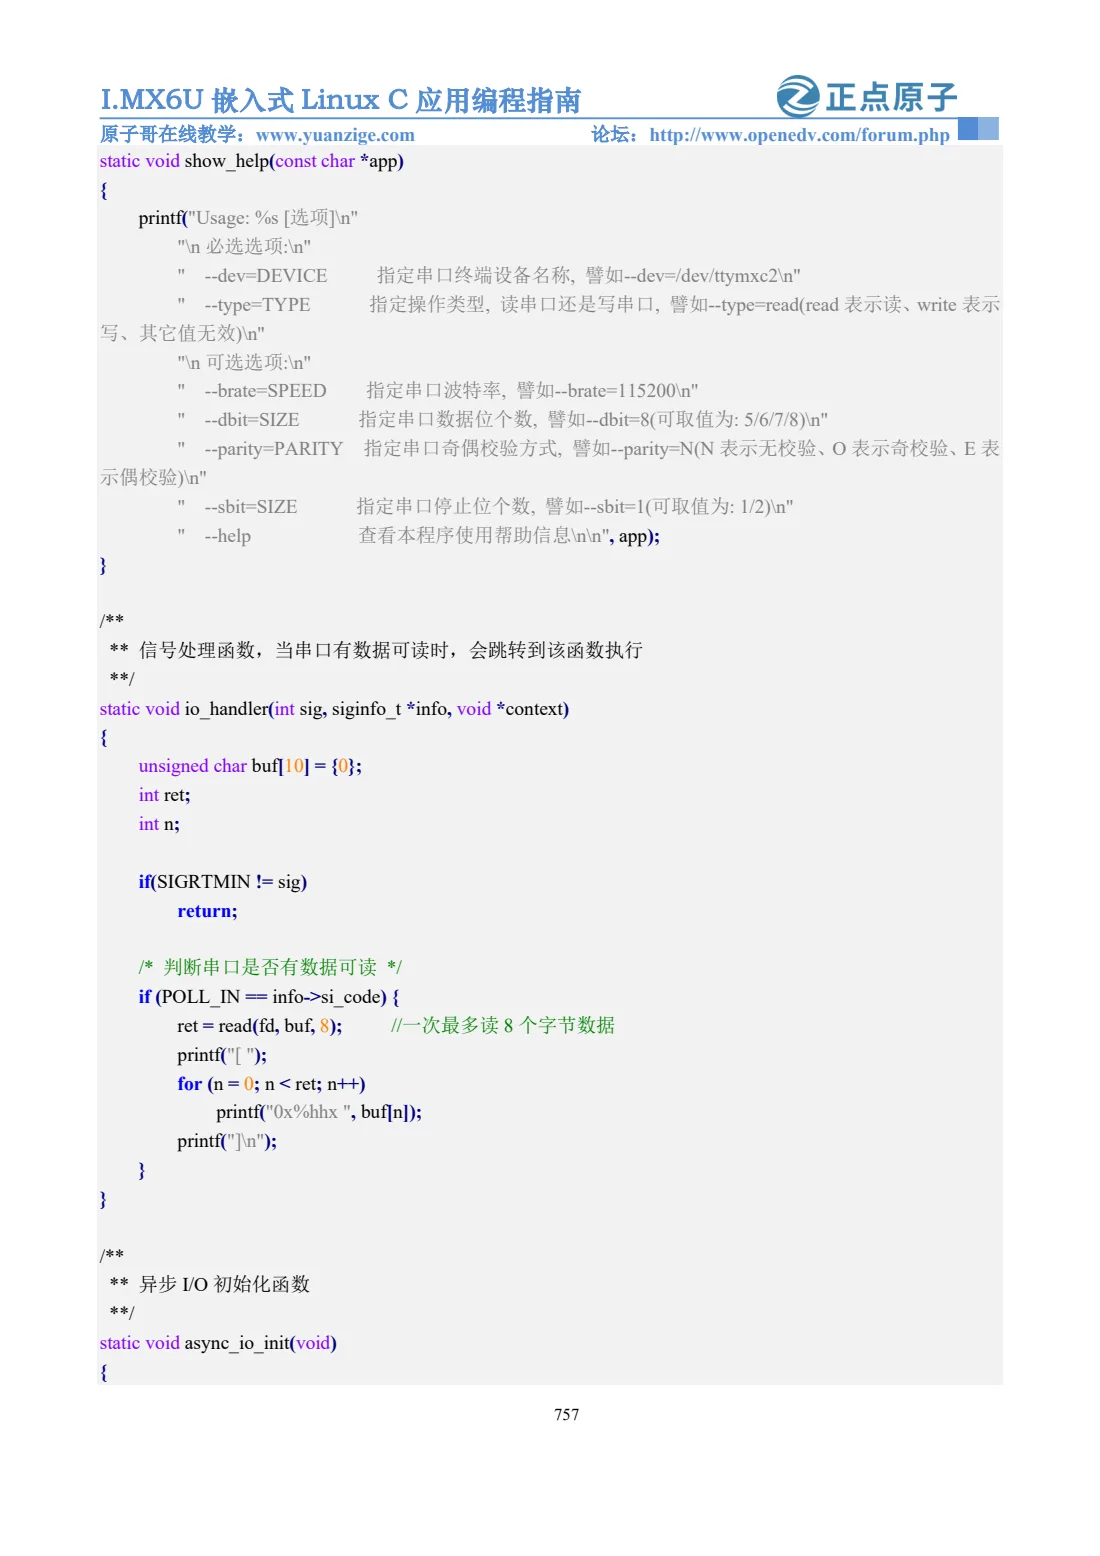 I.MX6U 嵌入式 Linux C 应用编程指南
正点原子
原子哥在线教学：www.yuanzige.com 论坛：http://www.openedv.com/forum.php
static void show_help(const char *app)
{
printf("Usage: %s [选项]\n"
"\n 必选选项:\n"
" --dev=DEVICE 指定串口终端设备名称, 譬如--dev=/dev/ttymxc2\n"
" --type=TYPE 指定操作类型, 读串口还是写串口, 譬如--type=read(read 表示读、write 表示
写、其它值无效)\n"
"\n 可选选项:\n"
" --brate=SPEED 指定串口波特率, 譬如--brate=115200\n"
" --dbit=SIZE 指定串口数据位个数, 譬如--dbit=8(可取值为: 5/6/7/8)\n"
" --parity=PARITY 指定串口奇偶校验方式, 譬如--parity=N(N 表示无校验、O 表示奇校验、E 表
示偶校验)\n"
" --sbit=SIZE 指定串口停止位个数, 譬如--sbit=1(可取值为: 1/2)\n"
" --help 查看本程序使用帮助信息\n\n", app);
}
/**
** 信号处理函数，当串口有数据可读时，会跳转到该函数执行
**/
static void io_handler(int sig, siginfo_t *info, void *context)
{
unsigned char buf[10] = {0};
int ret;
int n;
if(SIGRTMIN != sig)
return;
/* 判断串口是否有数据可读 */
if (POLL_IN == info->si_code) {
ret = read(fd, buf, 8); //一次最多读 8 个字节数据
printf("[ ");
for (n = 0; n < ret; n++)
printf("0x%hhx ", buf[n]);
printf("]\n");
}
}
/**
** 异步 I/O 初始化函数
**/
static void async_io_init(void)
{
757